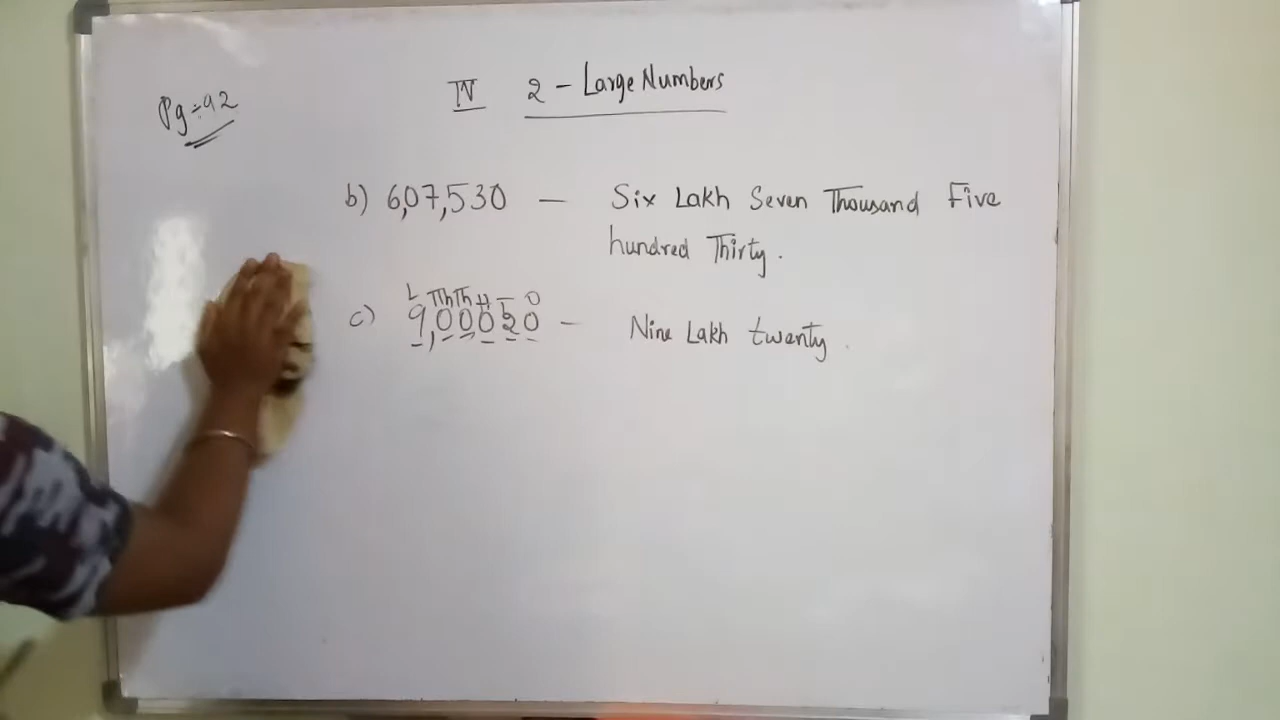 IV 2 - Large Numbers
Pg÷92
b) 6,07,530 — Six Lakh Seven Thousand Five
hundred Thirty.
L TTh Th H T O
c) 9,00020 — Nine Lakh twenty.